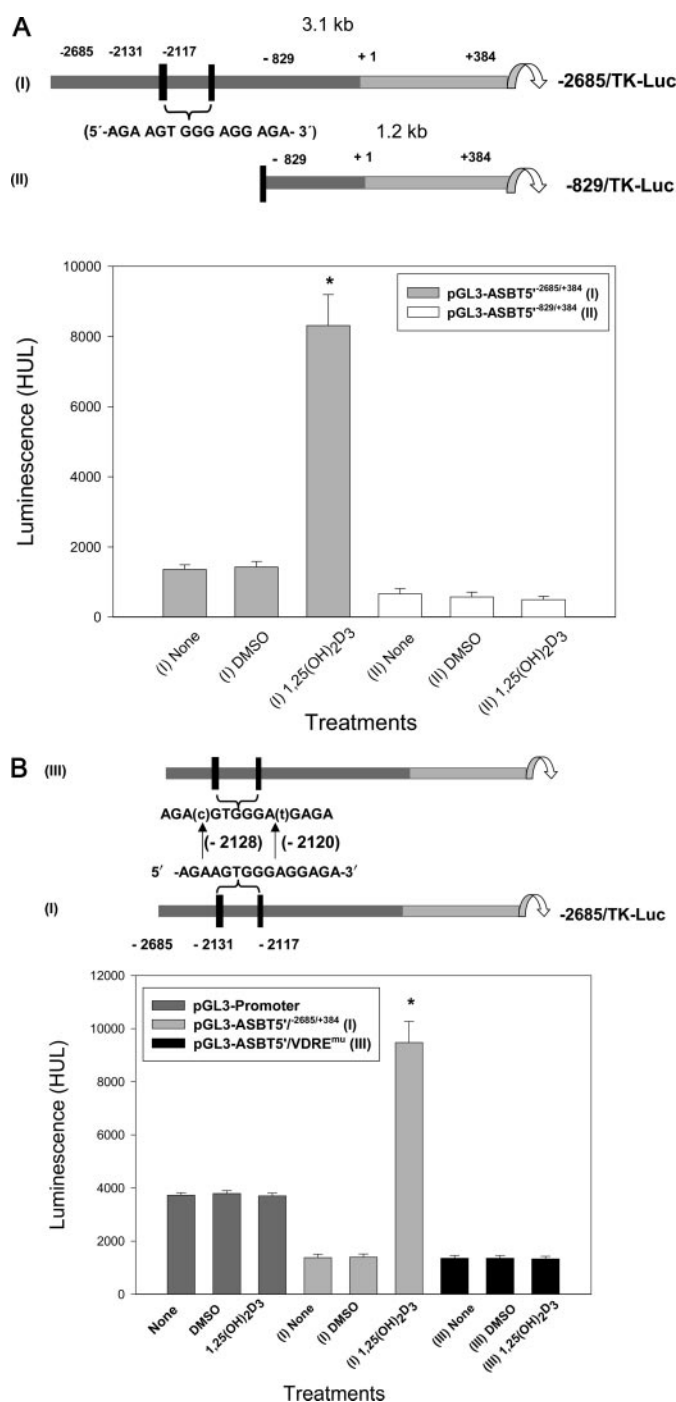 A
3.1 kb
-2685 -2131 -2117 - 829 + 1 +384
(I) -2685/TK-Luc
(5´-AGA AGT GGG AGG AGA- 3´)
1.2 kb
- 829 + 1 +384
(II) -829/TK-Luc
10000
8000
6000
4000
2000
0
Luminescence (HUL)
*
pGL3-ASBT5'-2685/+384 (I)
pGL3-ASBT5'-829/+384 (II)
(I) None
(I) DMSO
(I) 1,25(OH)2D3
(II) None
(II) DMSO
(II) 1,25(OH)2D3
Treatments
B
(III)
AGA(c)GTGGGA(t)GAGA
(- 2128) (- 2120)
5′ -AGAAGTGGGAGGAGA-3′
(I) -2685/TK-Luc
- 2685 - 2131 - 2117
12000
10000
8000
6000
4000
2000
0
Luminescence (HUL)
*
pGL3-Promoter
pGL3-ASBT5'/-2685/+384 (I)
pGL3-ASBT5'/VDREmu (III)
None
DMSO
1,25(OH)2D3
(I) None
(I) DMSO
(I) 1,25(OH)2D3
(III) None
(III) DMSO
(III) 1,25(OH)2D3
Treatments